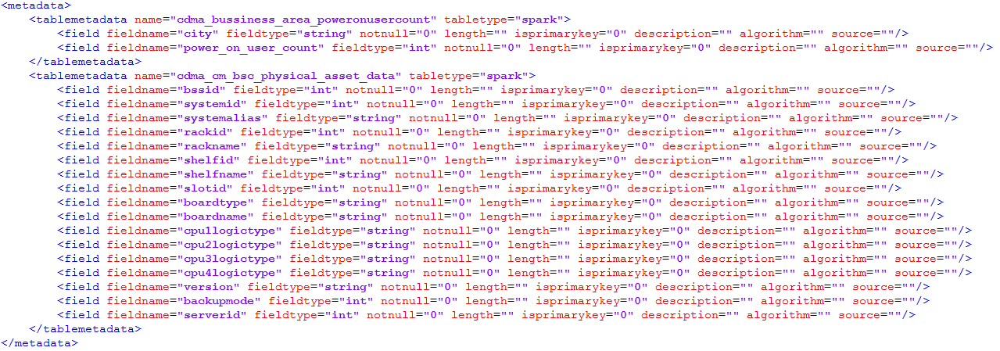 <metadata>
<tablemetadata name="cdma_bussiness_area_poweronusercount" tabletype="spark">
<field fieldname="city" fieldtype="string" notnull="0" length="" isprimarykey="0" description="" algorithm="" source=""/>
<field fieldname="power_on_user_count" fieldtype="int" notnull="0" length="" isprimarykey="0" description="" algorithm="" source=""/>
</tablemetadata>
<tablemetadata name="cdma_cm_bsc_physical_asset_data" tabletype="spark">
<field fieldname="bssid" fieldtype="int" notnull="0" length="" isprimarykey="0" description="" algorithm="" source=""/>
<field fieldname="systemid" fieldtype="int" notnull="0" length="" isprimarykey="0" description="" algorithm="" source=""/>
<field fieldname="systemalias" fieldtype="string" notnull="0" length="" isprimarykey="0" description="" algorithm="" source=""/>
<field fieldname="rackid" fieldtype="int" notnull="0" length="" isprimarykey="0" description="" algorithm="" source=""/>
<field fieldname="rackname" fieldtype="string" notnull="0" length="" isprimarykey="0" description="" algorithm="" source=""/>
<field fieldname="shelfid" fieldtype="int" notnull="0" length="" isprimarykey="0" description="" algorithm="" source=""/>
<field fieldname="shelfname" fieldtype="string" notnull="0" length="" isprimarykey="0" description="" algorithm="" source=""/>
<field fieldname="slotid" fieldtype="int" notnull="0" length="" isprimarykey="0" description="" algorithm="" source=""/>
<field fieldname="boardtype" fieldtype="string" notnull="0" length="" isprimarykey="0" description="" algorithm="" source=""/>
<field fieldname="boardname" fieldtype="string" notnull="0" length="" isprimarykey="0" description="" algorithm="" source=""/>
<field fieldname="cpu1logictype" fieldtype="string" notnull="0" length="" isprimarykey="0" description="" algorithm="" source=""/>
<field fieldname="cpu2logictype" fieldtype="string" notnull="0" length="" isprimarykey="0" description="" algorithm="" source=""/>
<field fieldname="cpu3logictype" fieldtype="string" notnull="0" length="" isprimarykey="0" description="" algorithm="" source=""/>
<field fieldname="cpu4logictype" fieldtype="string" notnull="0" length="" isprimarykey="0" description="" algorithm="" source=""/>
<field fieldname="version" fieldtype="string" notnull="0" length="" isprimarykey="0" description="" algorithm="" source=""/>
<field fieldname="backupmode" fieldtype="int" notnull="0" length="" isprimarykey="0" description="" algorithm="" source=""/>
<field fieldname="serverid" fieldtype="int" notnull="0" length="" isprimarykey="0" description="" algorithm="" source=""/>
</tablemetadata>
</metadata>